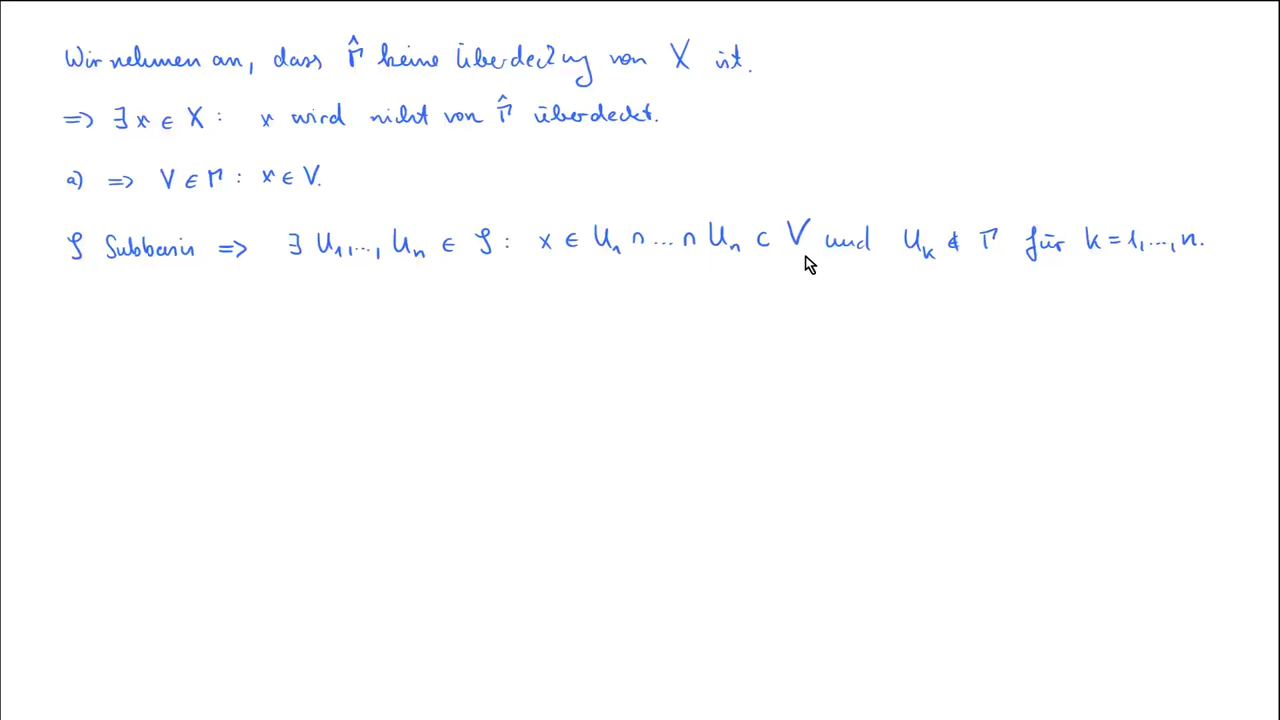 Wir nehmen an, dass Γ̂ keine Überdeckung von X ist.
=> ∃ x ∈ X : x wird nicht von Γ̂ überdeckt.
a) => V ∈ Γ : x ∈ V.
𝒮 Subbasis => ∃ U₁, ..., Uₙ ∈ 𝒮 : x ∈ U₁ ∩ ... ∩ Uₙ ⊂ V und Uₖ ∉ Γ für k = 1, ..., n.